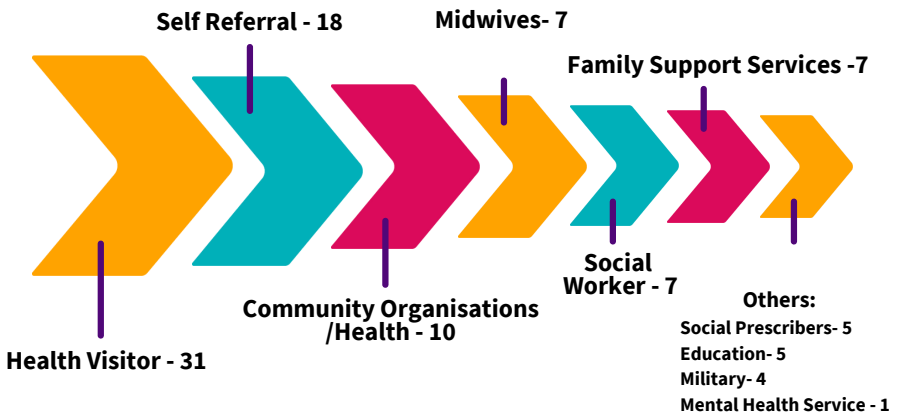 Self Referral - 18
Midwives- 7
Family Support Services -7
Social
Worker - 7
Community Organisations
/Health - 10
Health Visitor - 31
Others:
Social Prescribers- 5
Education- 5
Military- 4
Mental Health Service - 1